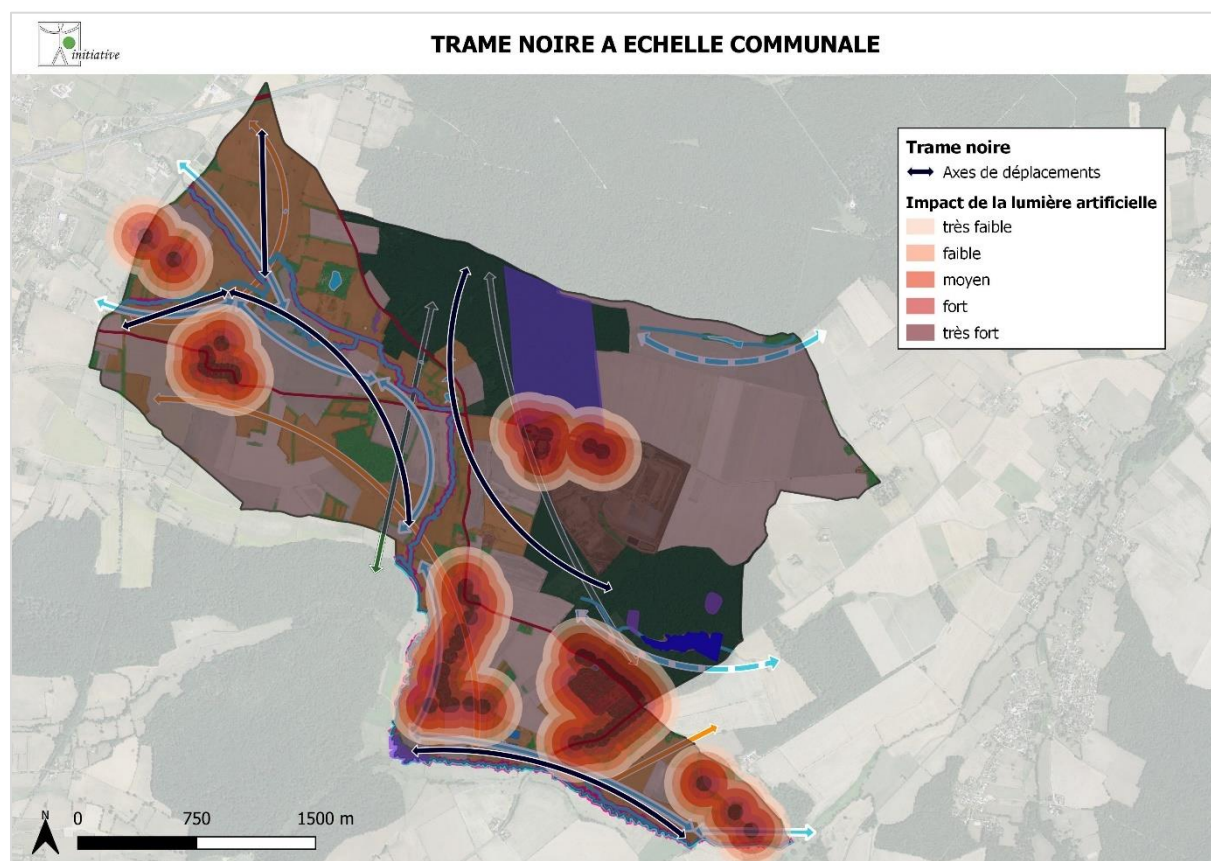 initiative
TRAME NOIRE A ECHELLE COMMUNALE
Trame noire
Axes de déplacements
Impact de la lumière artificielle
très faible
faible
moyen
fort
très fort
N
0 750 1500 m